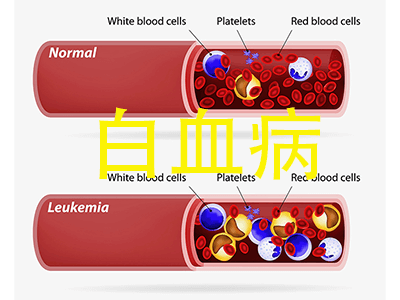 White blood cells Platelets Red blood cells
Normal
白血病
White blood cells Platelets Red blood cells
Leukemia